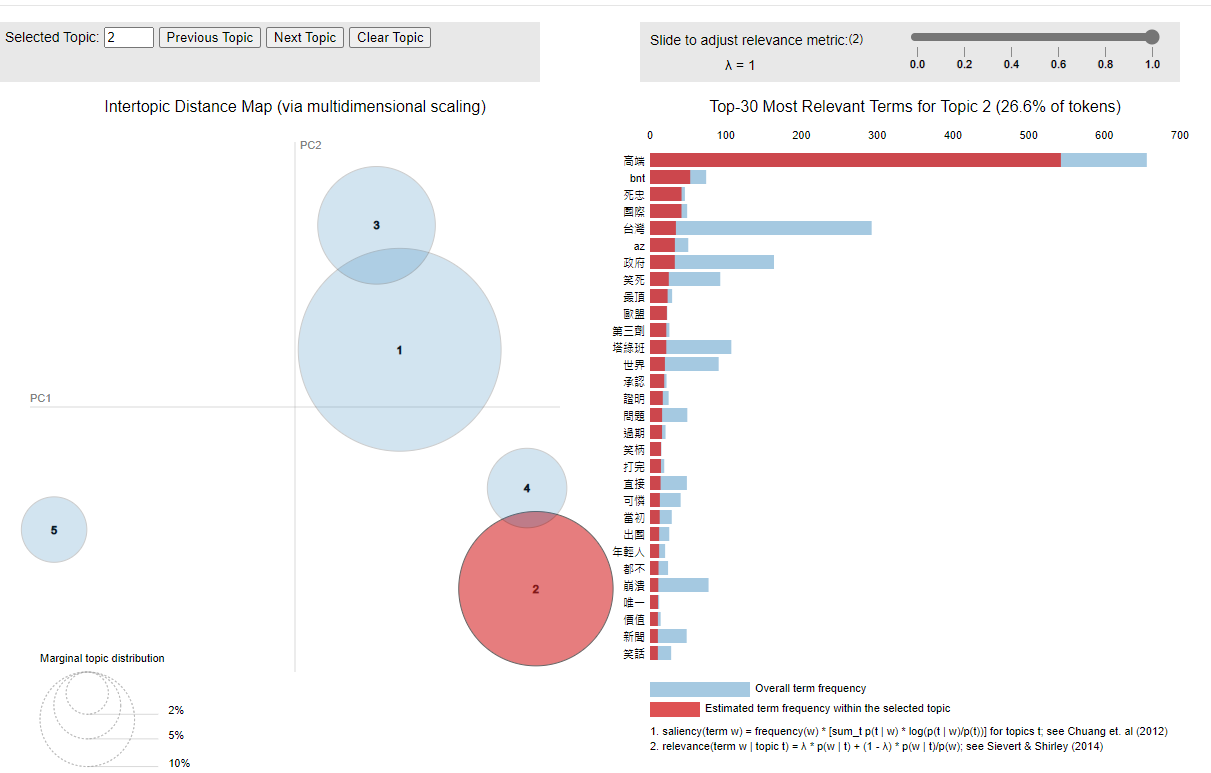 Selected Topic: 2 Previous Topic Next Topic Clear Topic
Slide to adjust relevance metric:(2)
λ = 1
0.0 0.2 0.4 0.6 0.8 1.0
Intertopic Distance Map (via multidimensional scaling)
PC2
PC1
3
1
4
5
2
Marginal topic distribution
2%
5%
10%
Top-30 Most Relevant Terms for Topic 2 (26.6% of tokens)
0 100 200 300 400 500 600 700
高端
bnt
死忠
國際
台灣
az
政府
笑死
最頂
歐盟
第三劑
塔綠班
世界
承認
證明
問題
過期
笑柄
打完
直接
可憐
當初
出國
年輕人
都不
崩潰
唯一
價值
新聞
笑話
Overall term frequency
Estimated term frequency within the selected topic
1. saliency(term w) = frequency(w) * [sum_t p(t | w) * log(p(t | w)/p(t))] for topics t; see Chuang et. al (2012)
2. relevance(term w | topic t) = λ * p(w | t) + (1 - λ) * p(w | t)/p(w); see Sievert & Shirley (2014)